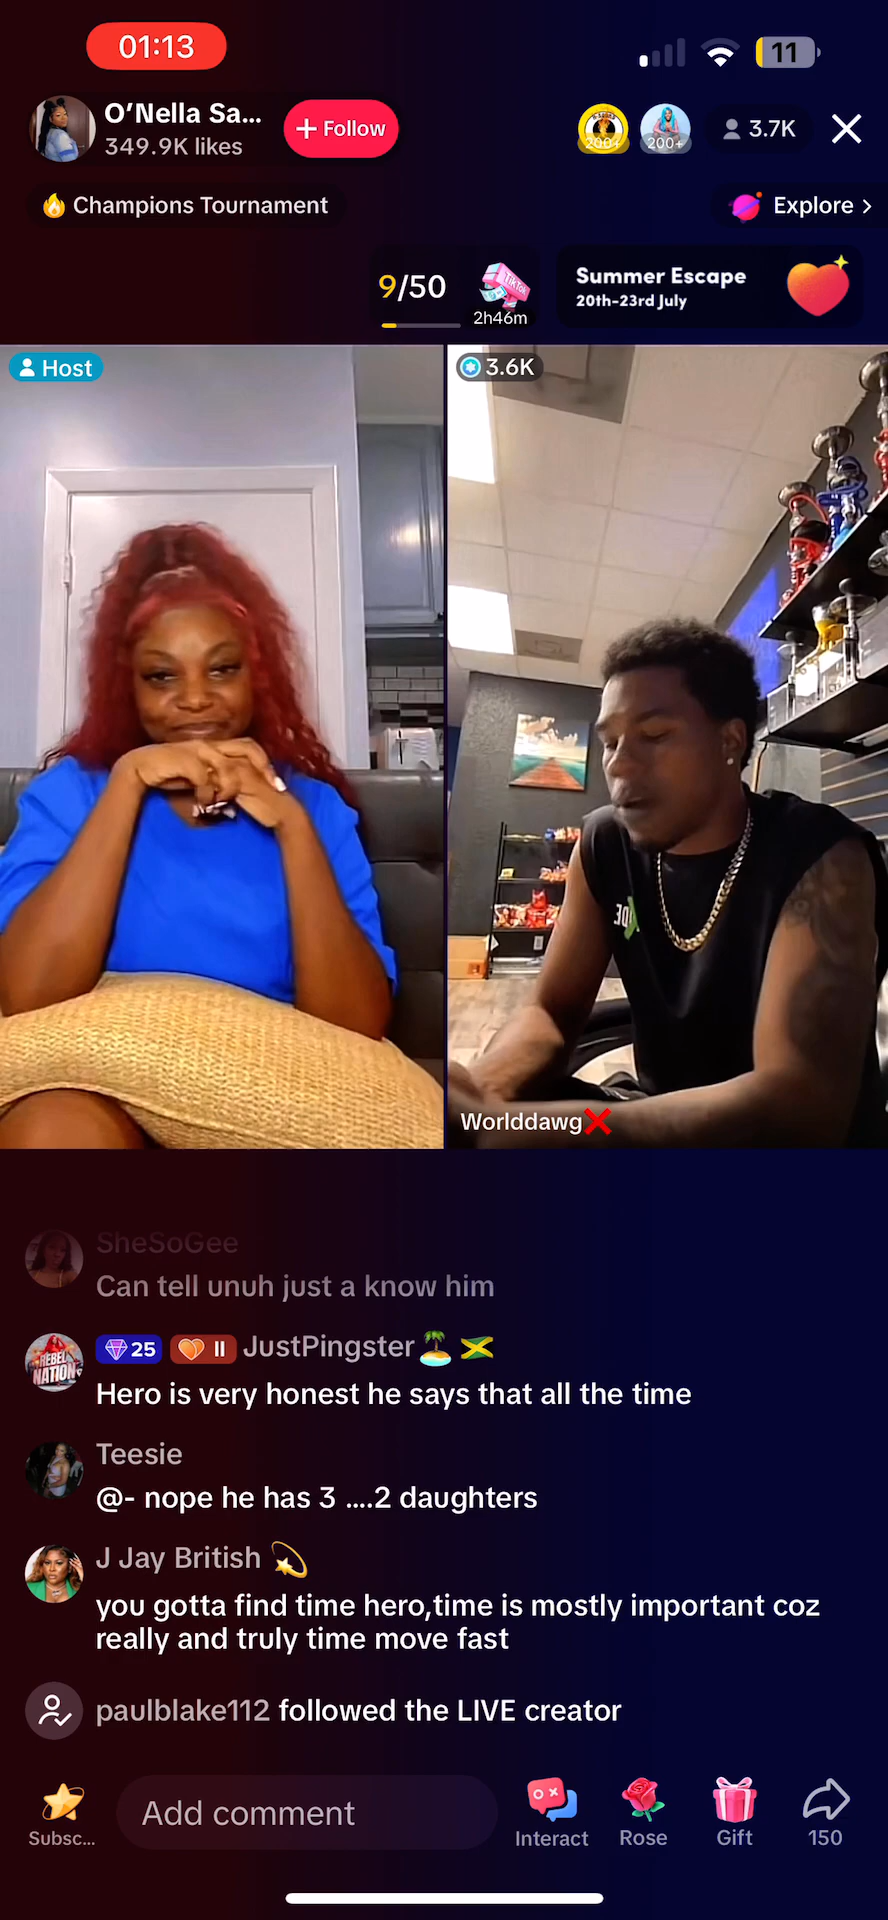 01:13
11
O’Nella Sa...
349.9K likes
+ Follow
200+
200+
3.7K
Champions Tournament
Explore >
9/50
TikTok
2h46m
Summer Escape
20th-23rd July
Host
3.6K
Worlddawg❌
SheSoGee
Can tell unuh just a know him
REBEL
NATION
25
II
JustPingster🏝️🇯🇲
Hero is very honest he says that all the time
Teesie
@- nope he has 3 ....2 daughters
J Jay British 💫
you gotta find time hero,time is mostly important coz
really and truly time move fast
paulblake112 followed the LIVE creator
Subsc...
Add comment
Interact
Rose
Gift
150